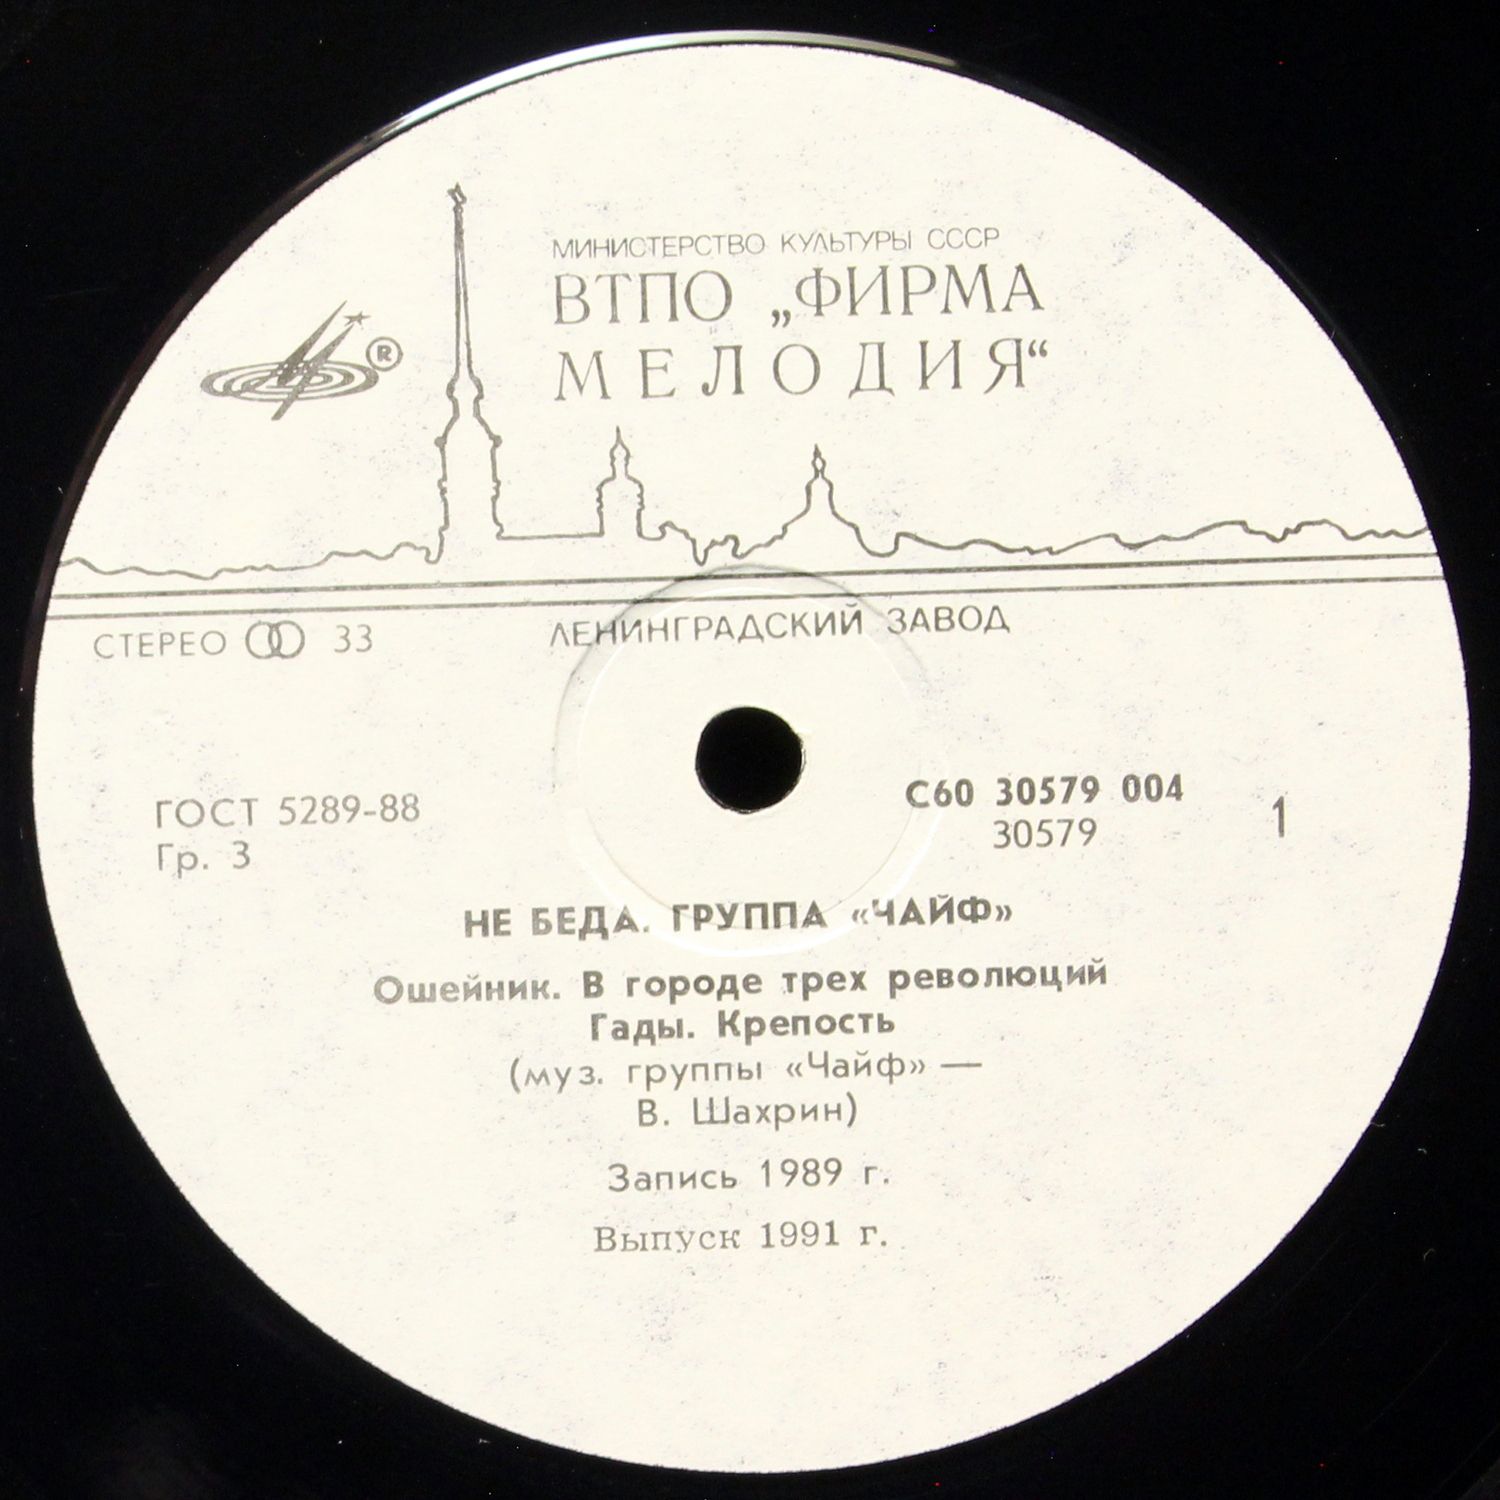 МИНИСТЕРСТВО КУЛЬТУРЫ СССР
ВТПО „ФИРМА
МЕЛОДИЯ“
®
СТЕРЕО 33
ЛЕНИНГРАДСКИЙ ЗАВОД
ГОСТ 5289-88
Гр. 3
С60 30579 004
30579
1
НЕ БЕДА. ГРУППА «ЧАЙФ»
Ошейник. В городе трех революций
Гады. Крепость
(муз. группы «Чайф» —
В. Шахрин)
Запись 1989 г.
Выпуск 1991 г.